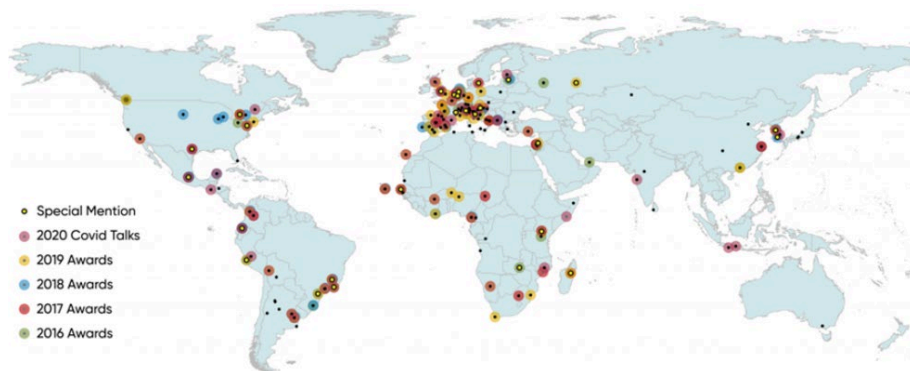 Special Mention
2020 Covid Talks
2019 Awards
2018 Awards
2017 Awards
2016 Awards